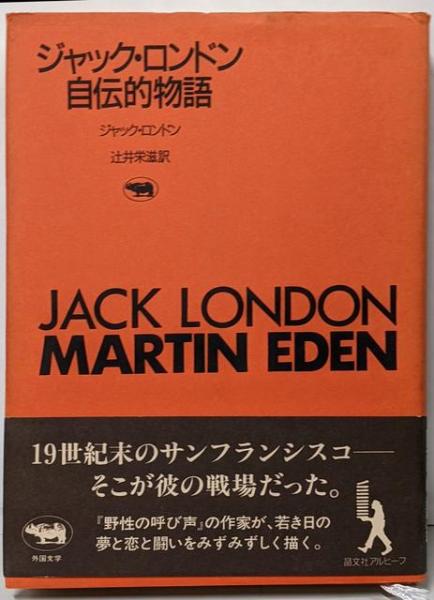 ジャック・ロンドン
自伝的物語
ジャック・ロンドン
辻井栄滋訳
JACK LONDON
MARTIN EDEN
19世紀末のサンフランシスコ――
そこが彼の戦場だった。
『野性の呼び声』の作家が、若き日の
夢と恋と闘いをみずみずしく描く。
外国文学
晶文社アルヒーフ